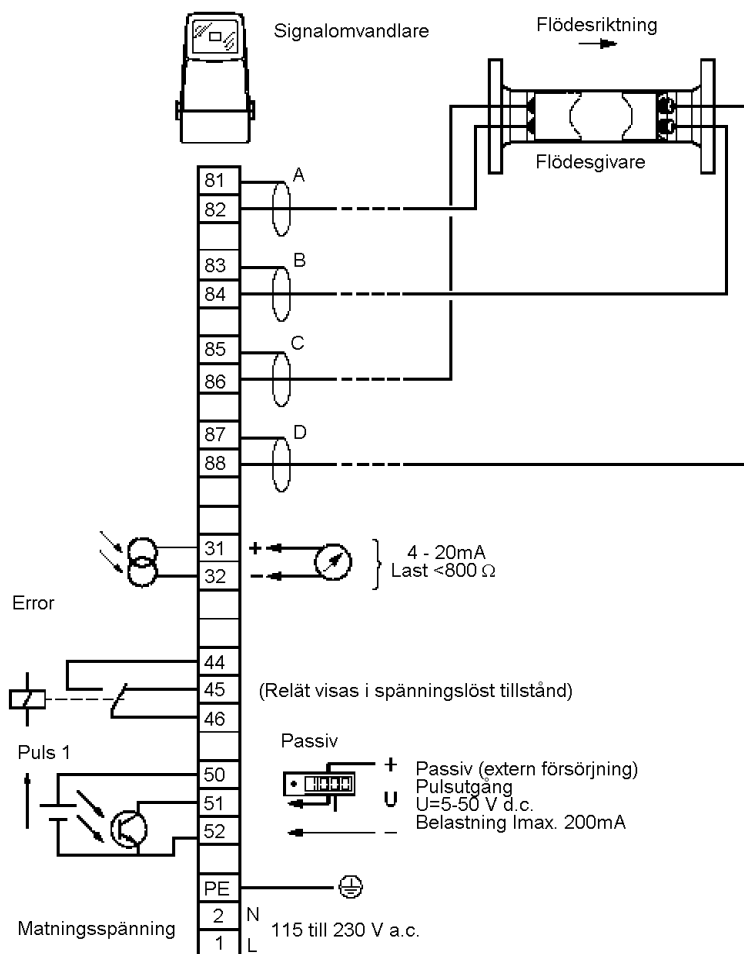 Signalomvandlare
Flödesriktning
Flödesgivare
81 A
82
83 B
84
85 C
86
87 D
88
31 +
32 −
4 - 20mA
Last <800 Ω
Error
44
45 (Relät visas i spänningslöst tillstånd)
46
Puls 1
Passiv
50
51
52
1000
+ Passiv (extern försörjning)
Pulsutgång
U U=5-50 V d.c.
− Belastning Imax. 200mA
PE
Matningsspänning
2 N
1 L
115 till 230 V a.c.